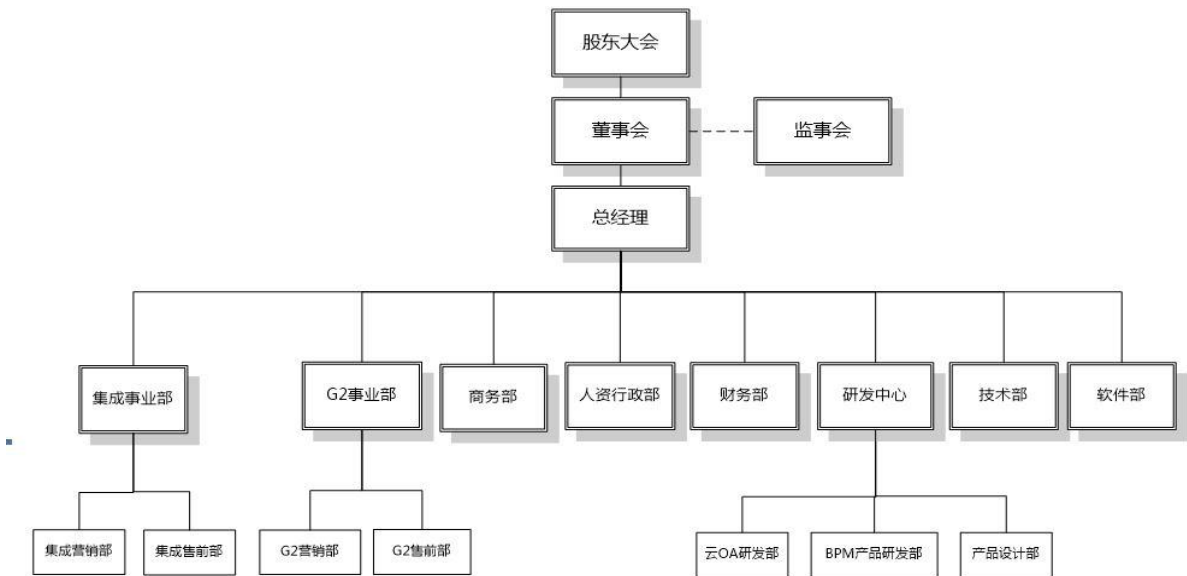 股东大会
董事会
监事会
总经理
集成事业部
G2事业部
商务部
人资行政部
财务部
研发中心
技术部
软件部
集成营销部
集成售前部
G2营销部
G2售前部
云OA研发部
BPM产品研发部
产品设计部